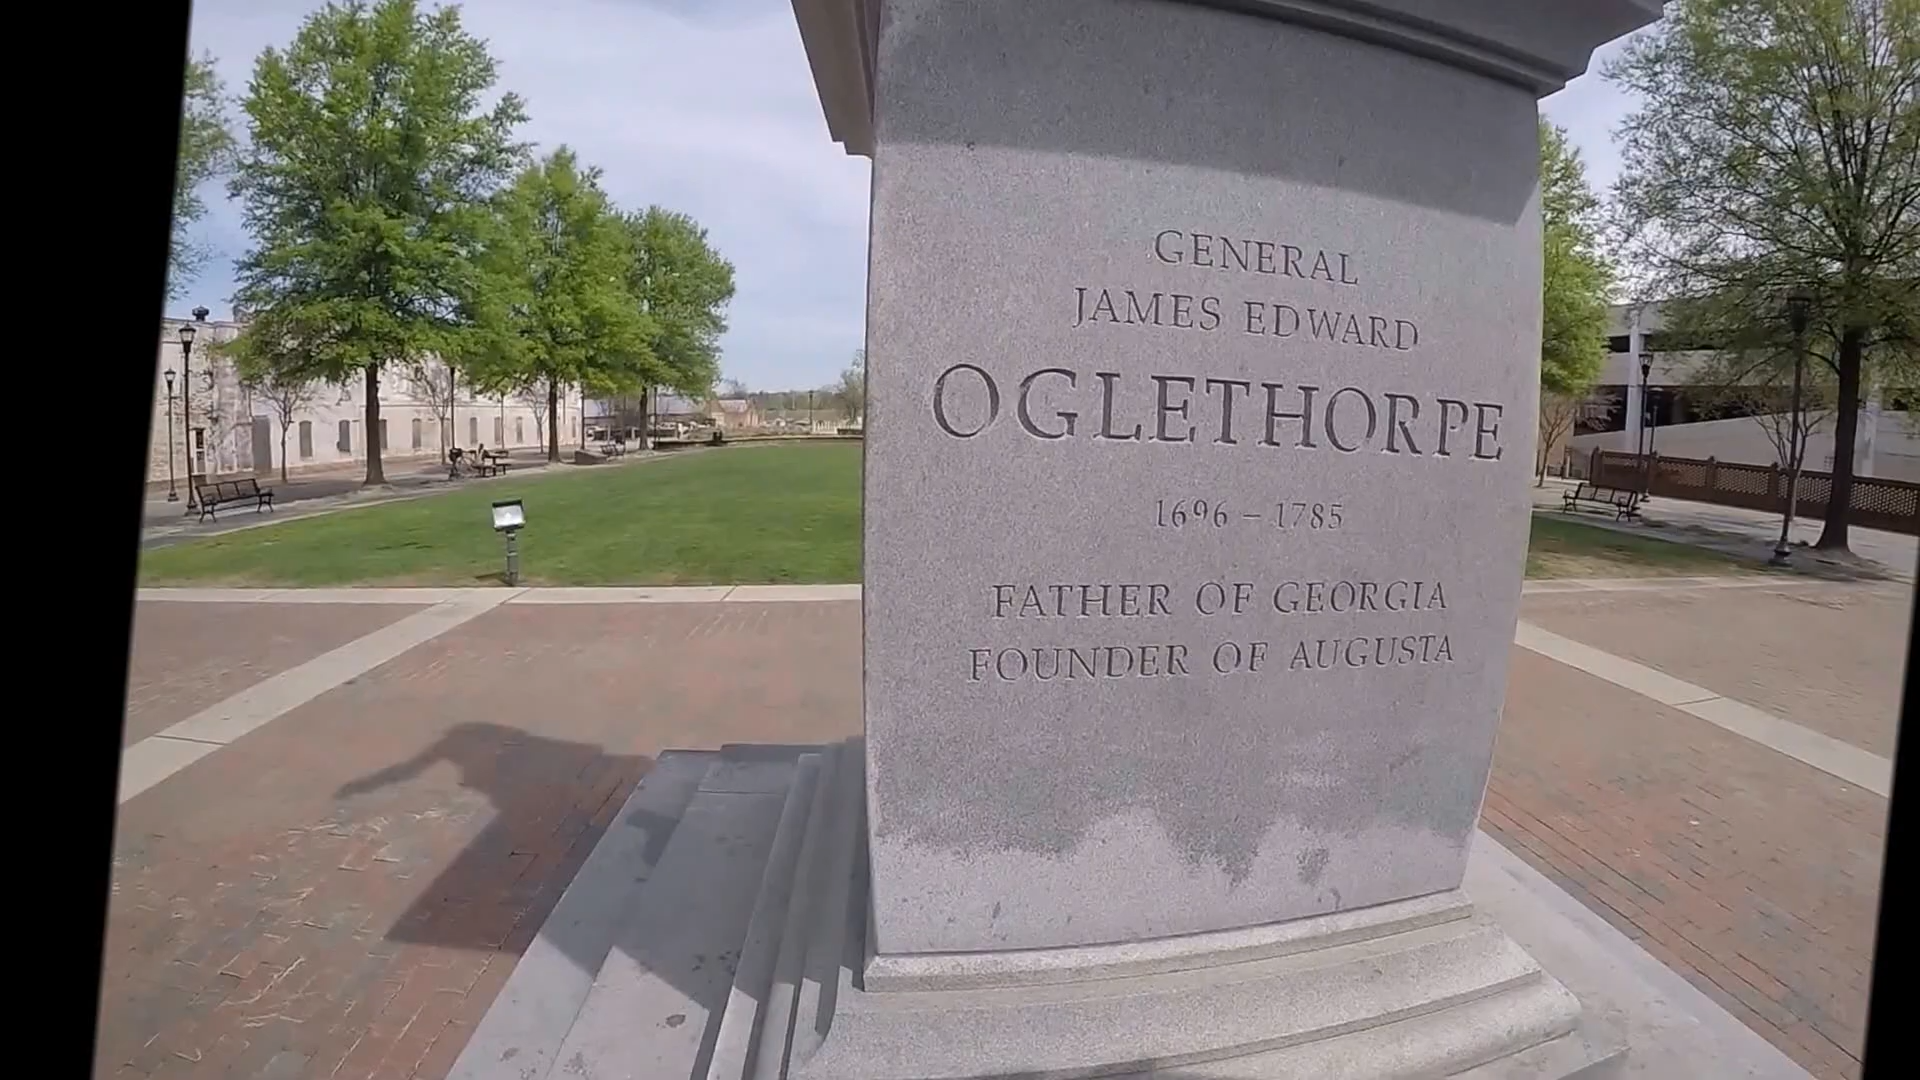 GENERAL
JAMES EDWARD
OGLETHORPE
1696 – 1785
FATHER OF GEORGIA
FOUNDER OF AUGUSTA